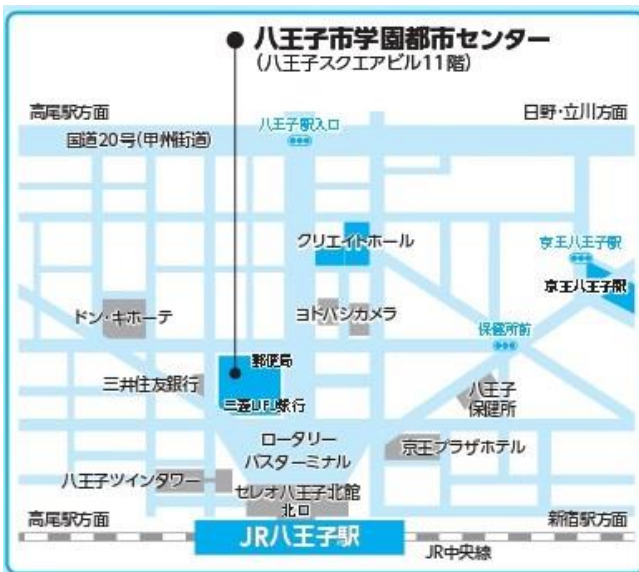 八王子市学園都市センター
(八王子スクエアビル11階)
高尾駅方面
日野・立川方面
国道20号(甲州街道)
八王子駅入口
クリエイトホール
京王八王子駅
京王八王子駅
ドン・キホーテ
ヨドバシカメラ
保健所前
郵便局
三井住友銀行
三菱UFJ銀行
八王子
保健所
ロータリー
バスターミナル
京王プラザホテル
八王子ツインタワー
セレオ八王子北館
北口
高尾駅方面
新宿駅方面
JR八王子駅
JR中央線